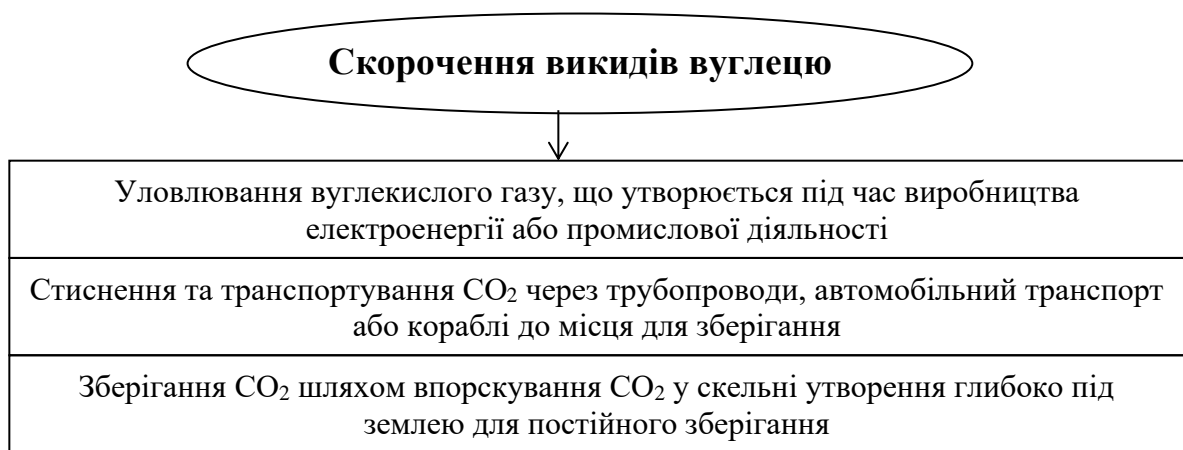 Скорочення викидів вуглецю
Уловлювання вуглекислого газу, що утворюється під час виробництва
електроенергії або промислової діяльності
Стиснення та транспортування CO₂ через трубопроводи, автомобільний транспорт
або кораблі до місця для зберігання
Зберігання CO₂ шляхом впорскування CO₂ у скельні утворення глибоко під
землею для постійного зберігання